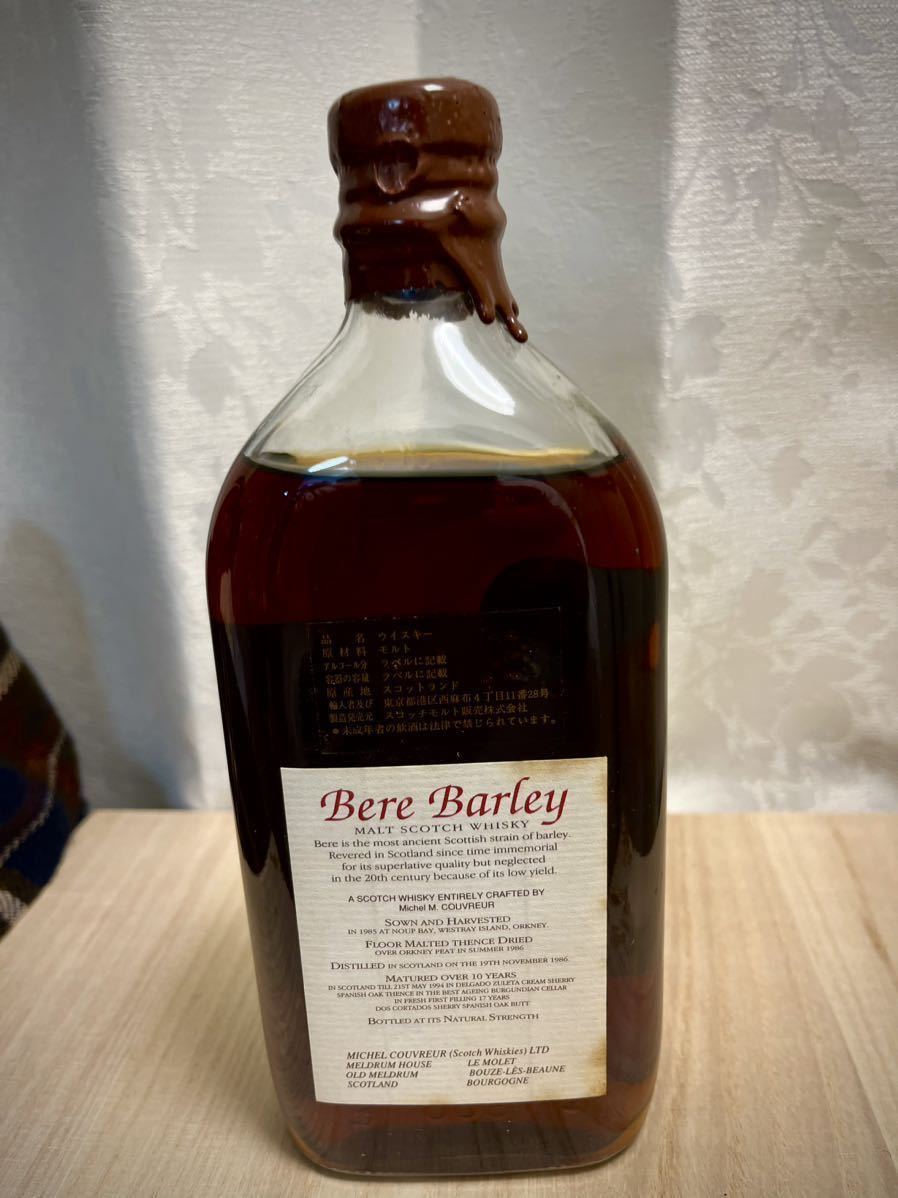 品名 ウイスキー
原材料 モルト
アルコール分 ラベルに記載
容器の容量 ラベルに記載
原産地 スコットランド
輸入者及び 東京都港区西麻布4丁目11番28号
製造発売元 スコッチモルト販売株式会社
●未成年者の飲酒は法律で禁じられています。
Bere Barley
MALT SCOTCH WHISKY
Bere is the most ancient Scottish strain of barley.
Revered in Scotland since time immemorial
for its superlative quality but neglected
in the 20th century because of its low yield.
A SCOTCH WHISKY ENTIRELY CRAFTED BY
Michel M. COUVREUR
SOWN AND HARVESTED
IN 1985 AT NOUP BAY, WESTRAY ISLAND, ORKNEY.
FLOOR MALTED THENCE DRIED
OVER ORKNEY PEAT IN SUMMER 1986
DISTILLED IN SCOTLAND ON THE 19TH NOVEMBER 1986.
MATURED OVER 10 YEARS
IN SCOTLAND TILL 21ST MAY 1994 IN DELGADO ZULETA CREAM SHERRY
SPANISH OAK THENCE IN THE BEST AGEING BURGUNDIAN CELLAR
IN FRESH FIRST FILLING 17 YEARS
DOS CORTADOS SHERRY SPANISH OAK BUTT
BOTTLED AT ITS NATURAL STRENGTH
MICHEL COUVREUR (Scotch Whiskies) LTD
MELDRUM HOUSE LE MOLET
OLD MELDRUM BOUZE-LÈS-BEAUNE
SCOTLAND BOURGOGNE